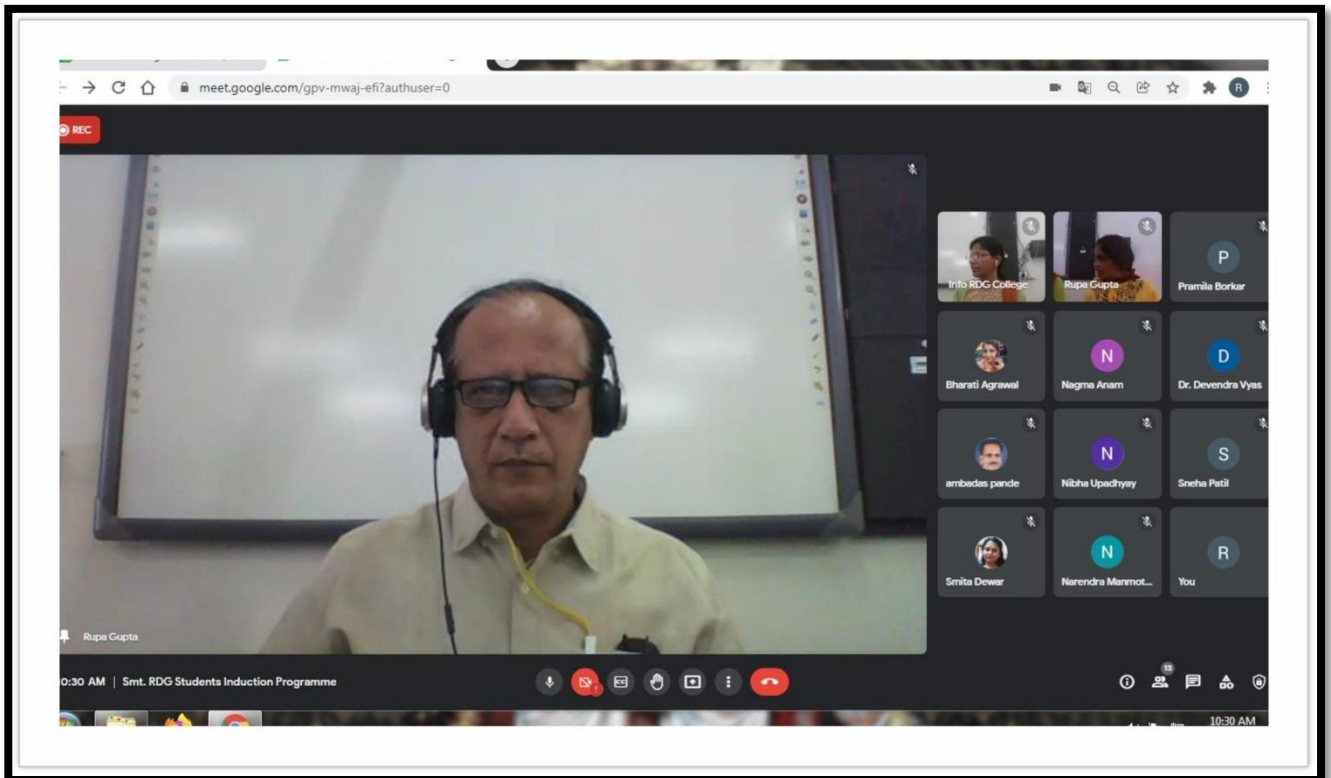 meet.google.com/gpv-mwaj-efi?authuser=0
R
REC
Info RDG College
Rupa Gupta
P
Pramila Borkar
Bharati Agrawal
N
Nagma Anam
D
Dr. Devendra Vyas
ambadas pande
N
Nibha Upadhyay
S
Sneha Patil
Smita Dewar
N
Narendra Manmot...
R
You
Rupa Gupta
0:30 AM | Smt. RDG Students Induction Programme
CC
13
10:30 AM